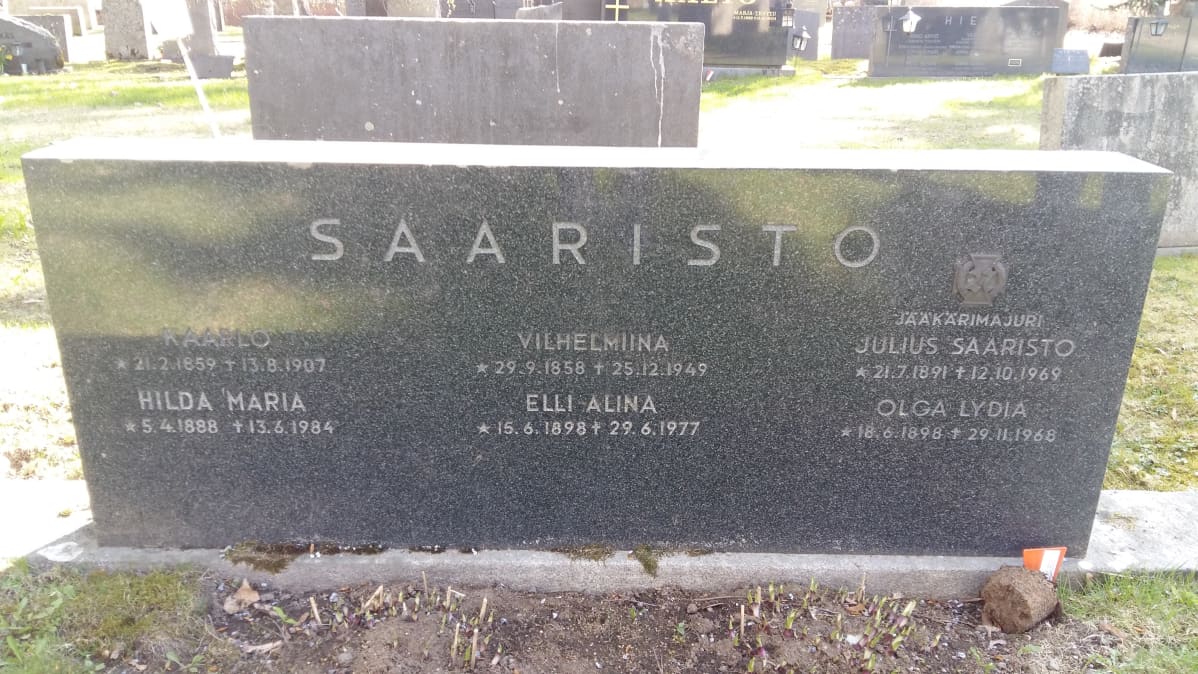 SAARISTO
KAARLO
★21.2.1859 ✝13.8.1907
HILDA MARIA
★5.4.1888 ✝13.6.1984
VILHELMIINA
★29.9.1858 ✝25.12.1949
ELLI ALINA
★15.6.1898 ✝29.6.1977
JÄÄKÄRIMAJURI
JULIUS SAARISTO
★21.7.1891 ✝12.10.1969
OLGA LYDIA
★18.6.1898 ✝29.11.1968
HIE